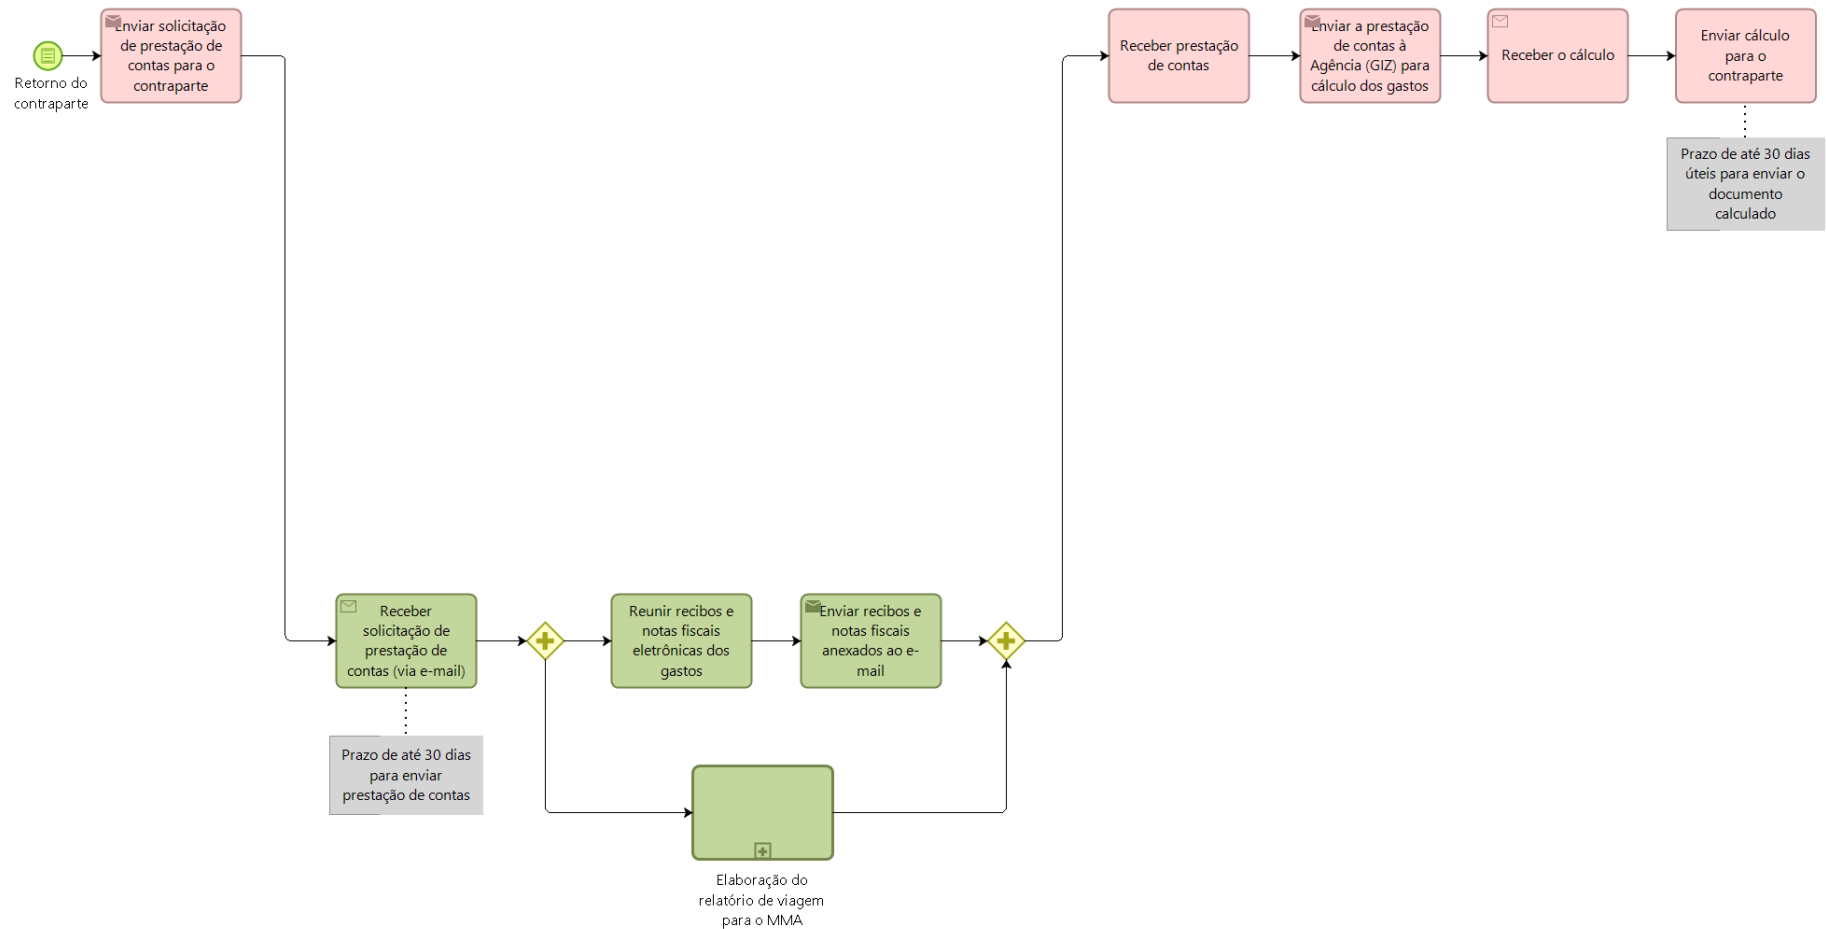 Retorno do
contraparte
Enviar solicitação
de prestação de
contas para o
contraparte
Receber
solicitação de
prestação de
contas (via e-mail)
Prazo de até 30 dias
para enviar
prestação de contas
Reunir recibos e
notas fiscais
eletrônicas dos
gastos
Enviar recibos e
notas fiscais
anexados ao e-
mail
Elaboração do
relatório de viagem
para o MMA
Receber prestação
de contas
Enviar a prestação
de contas à
Agência (GIZ) para
cálculo dos gastos
Receber o cálculo
Enviar cálculo
para o
contraparte
Prazo de até 30 dias
úteis para enviar o
documento
calculado